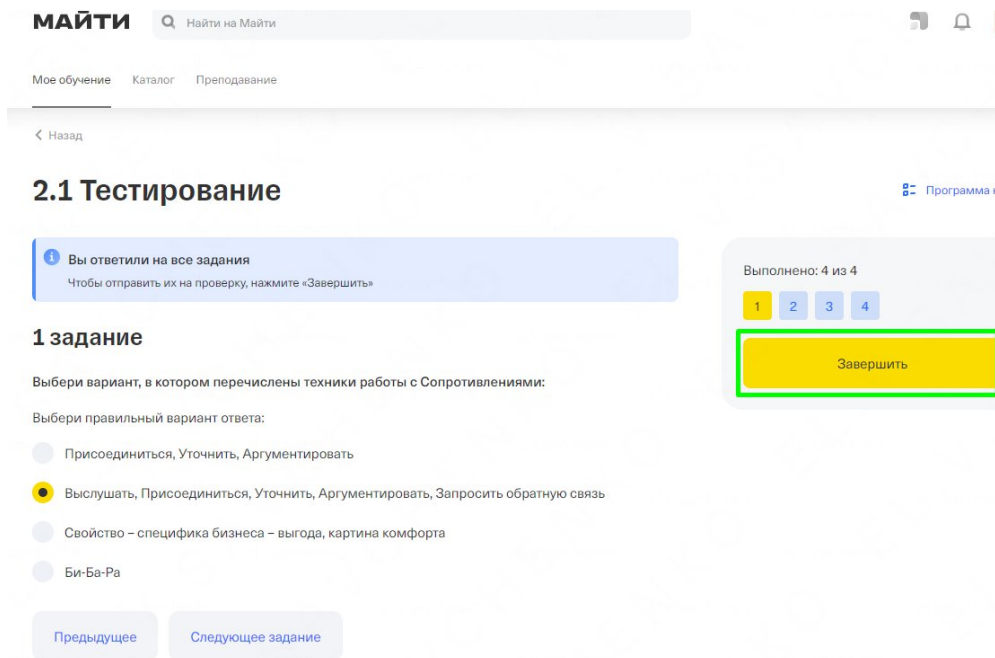 МАЙТИ
Найти на Майти
Мое обучение Каталог Преподавание
Назад
2.1 Тестирование
Программа
Вы ответили на все задания
Чтобы отправить их на проверку, нажмите «Завершить»
Выполнено: 4 из 4
1 2 3 4
Завершить
1 задание
Выбери вариант, в котором перечислены техники работы с Сопротивлениями:
Выбери правильный вариант ответа:
Присоединиться, Уточнить, Аргументировать
Выслушать, Присоединиться, Уточнить, Аргументировать, Запросить обратную связь
Свойство – специфика бизнеса – выгода, картина комфорта
Би-Ба-Ра
Предыдущее Следующее задание